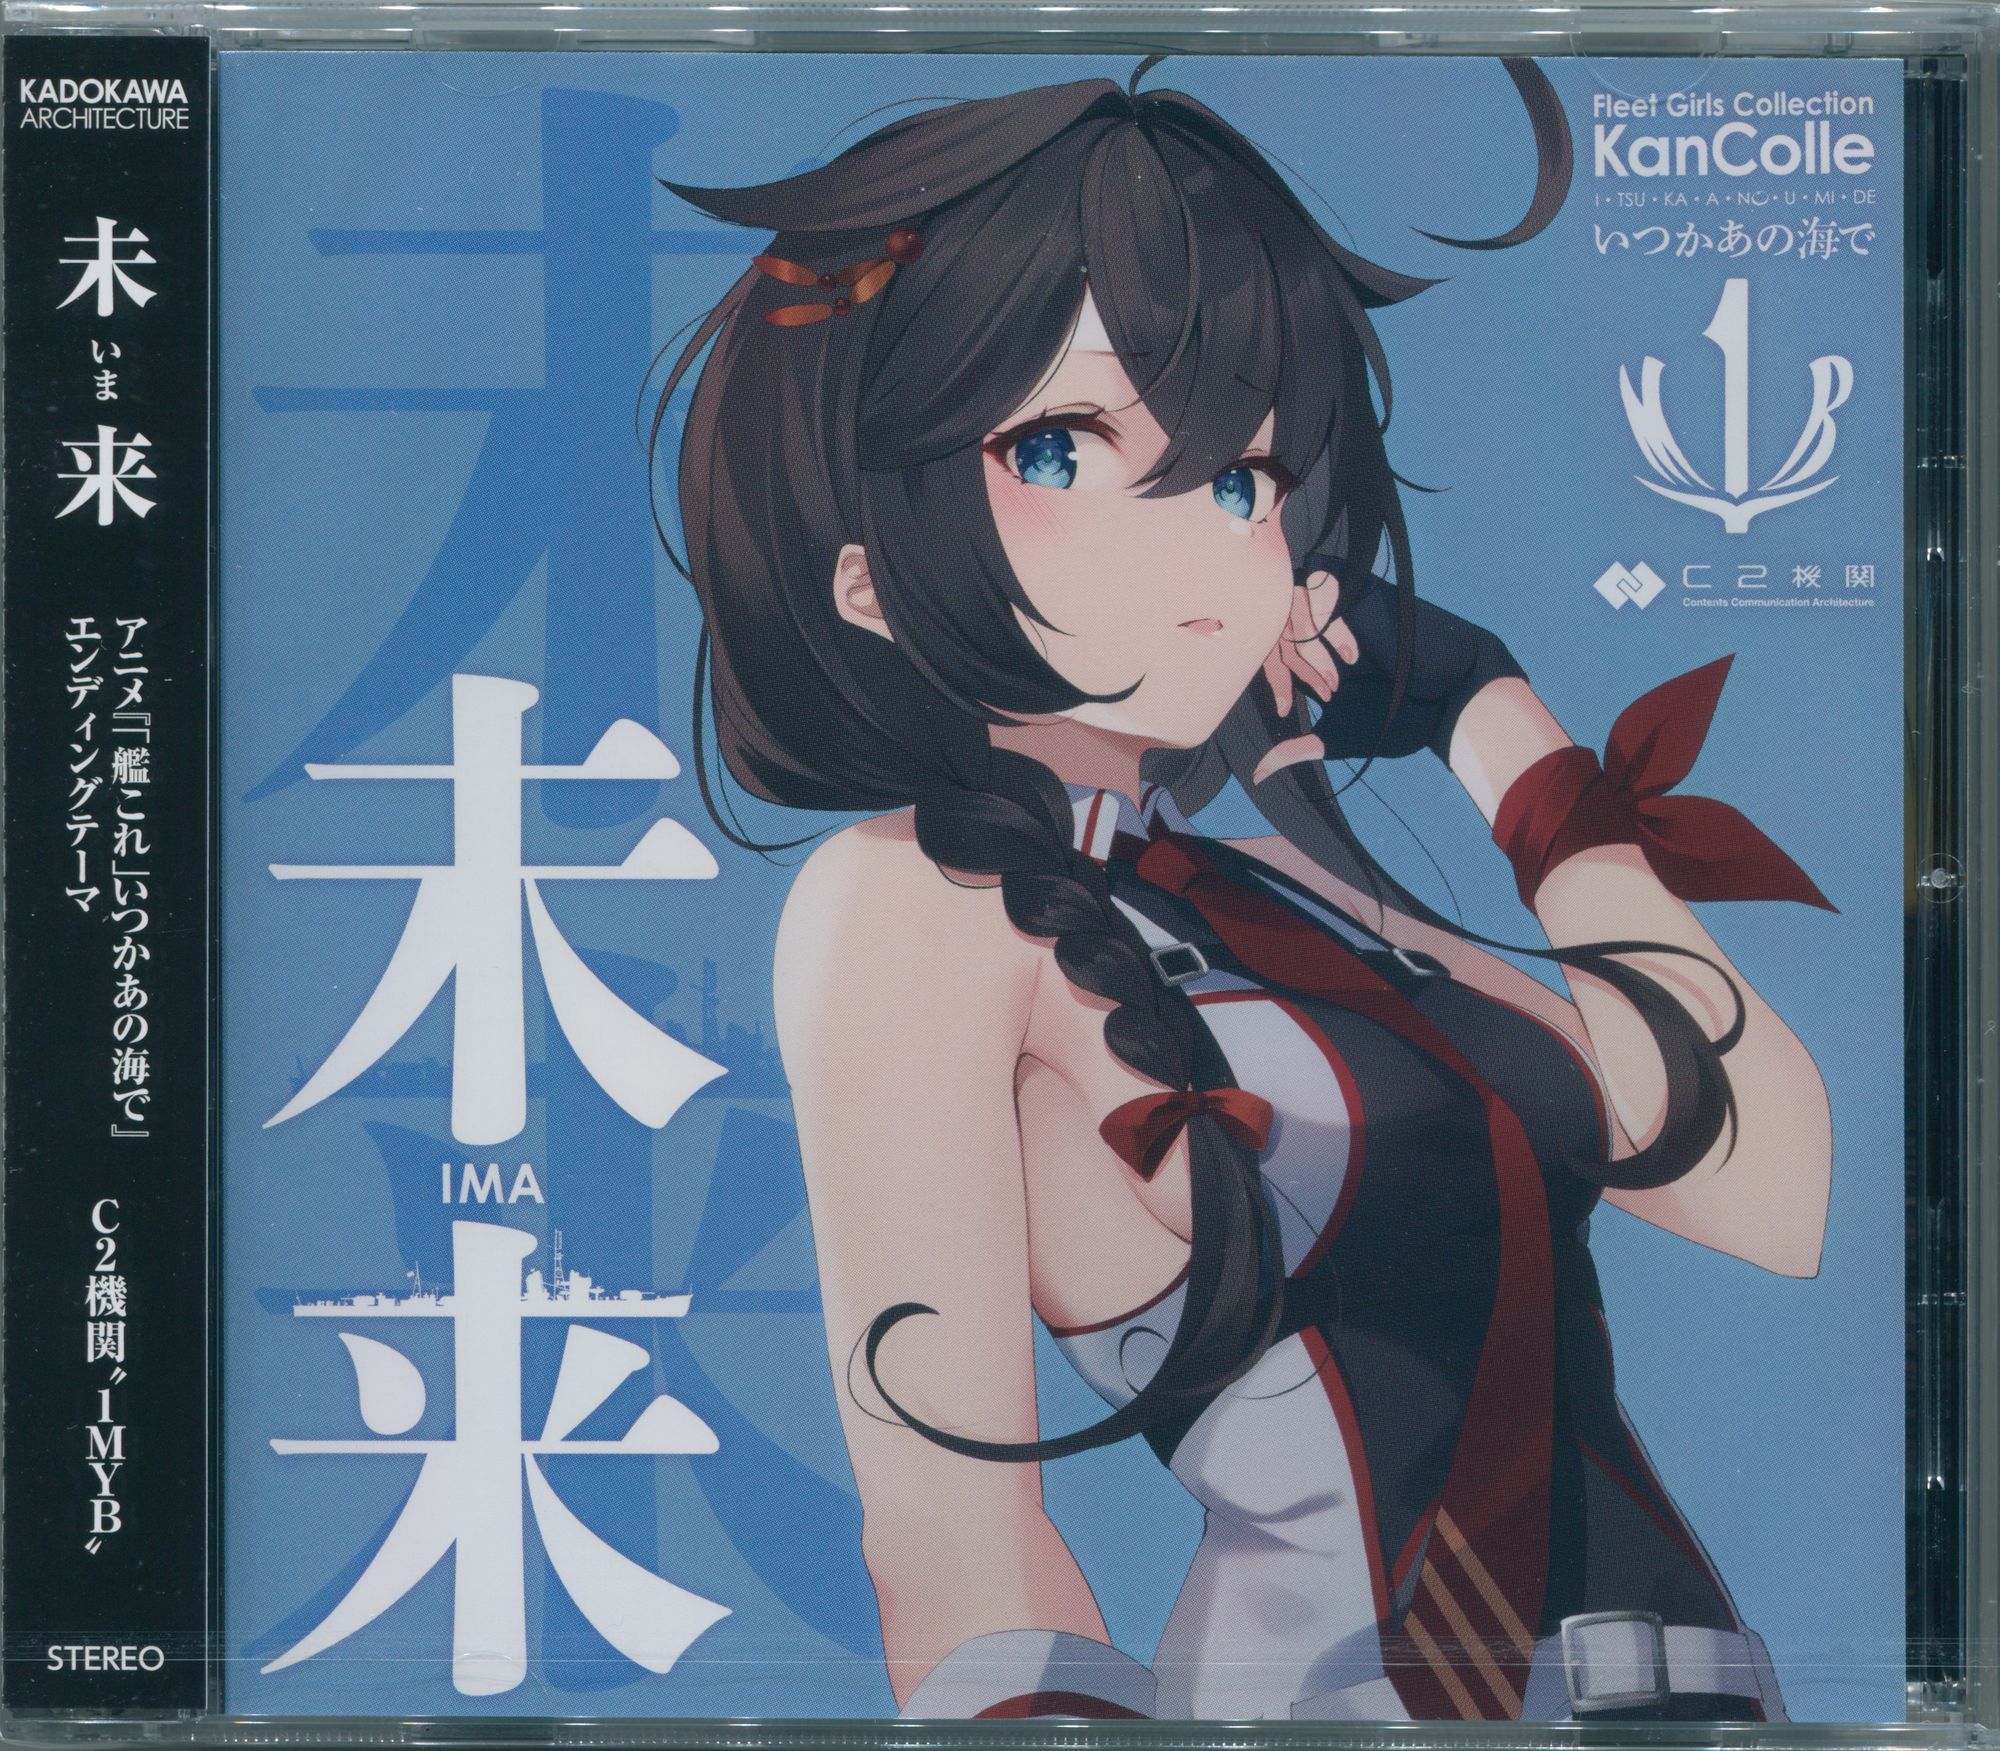 KADOKAWA
ARCHITECTURE
未来
いま
アニメ『「艦これ」いつかあの海で』
エンディングテーマ
C2機関〝1MYB〟
STEREO
未
IMA
来
Fleet Girls Collection
KanColle
I・TSU・KA・A・NO・U・MI・DE
いつかあの海で
1MYB
C2機関
Contents Communication Architecture
未来